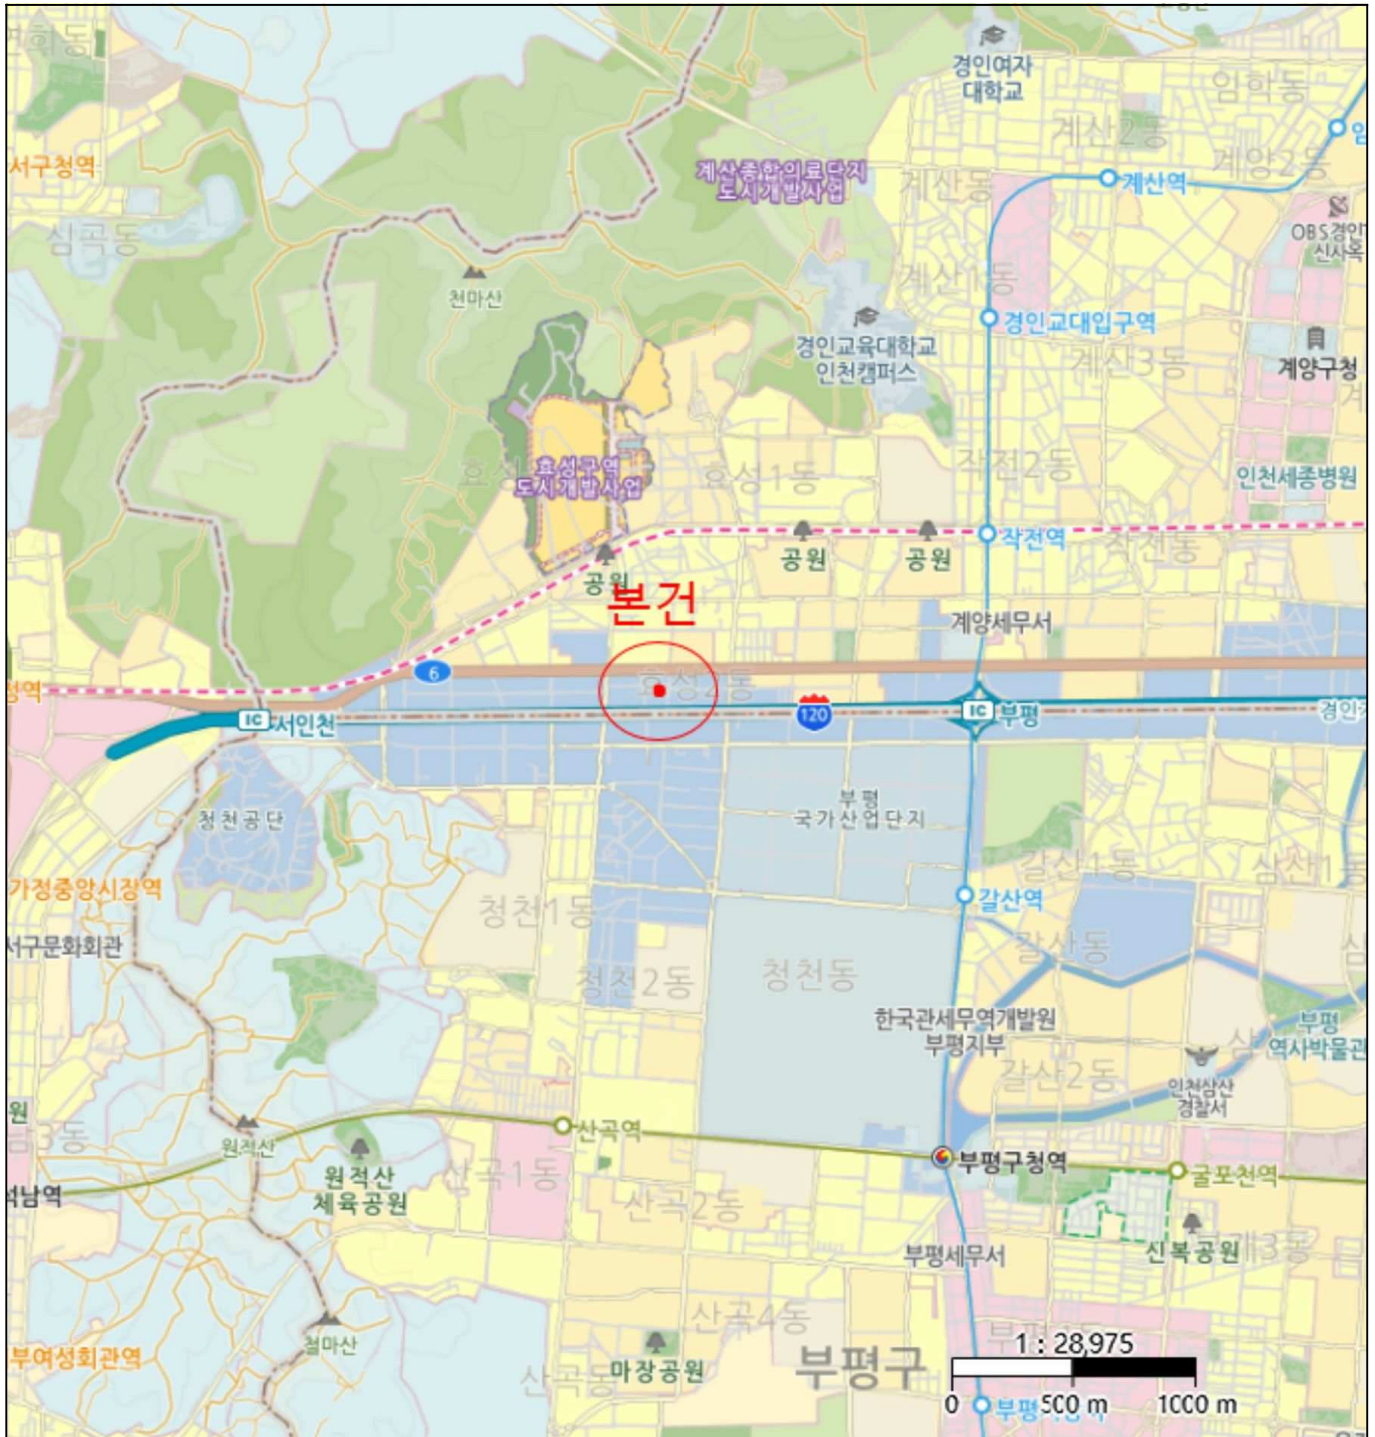 연희동
경인여자
대학교
임학동
계산2동
계양2동
서구청역
계산종합의료단지
도시개발사업
계산동
계산역
심곡동
OBS경인
신사옥
천마산
계산1동
경인교대입구역
경인교육대학교
인천캠퍼스
계산3동
계양구청
효성구역
도시개발사업
효성1동
작전2동
인천세종병원
공원
공원
공원
작전역
작전동
본건
계양세무서
6
효성2동
IC
서인천
120
IC
부평
청천공단
부평
국가산업단지
갈산1동
삼산1동
가정중앙시장역
갈산역
서구문화회관
청천1동
갈산동
청천2동
청천동
한국관세무역개발원
부평지부
부평
역사박물관
갈산2동
인천삼산
경찰서
산곡역
원적산
원적산
체육공원
산곡1동
부평구청역
굴포천역
석남역
산곡2동
부평세무서
신복공원
산곡4동
1 : 28,975
철마산
마장공원
부평구
부여성회관역
산곡동
0
500 m
1000 m